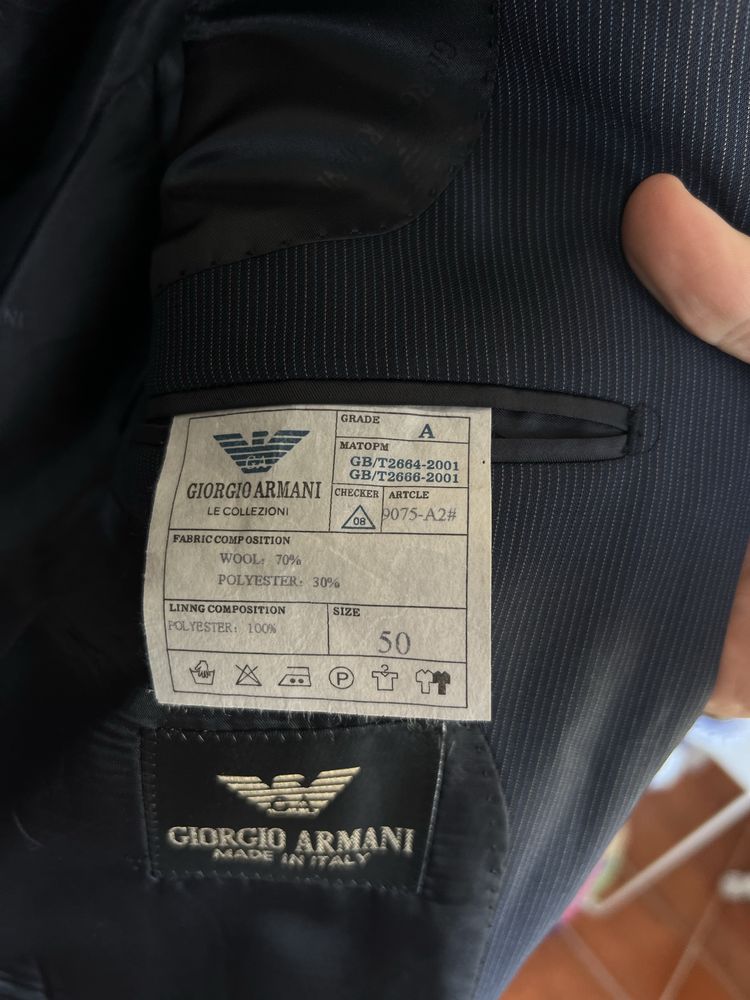 GIORGIO ARMANI
LE COLLEZIONI
GRADE
A
MATOPM
GB/T2664-2001
GB/T2666-2001
CHECKER
08
ARTCLE
9075-A2#
FABRIC COMPOSITION
WOOL: 70%
POLYESTER: 30%
LINNG COMPOSITION
POLYESTER: 100%
SIZE
50
P
GA
GIORGIO ARMANI
MADE IN ITALY